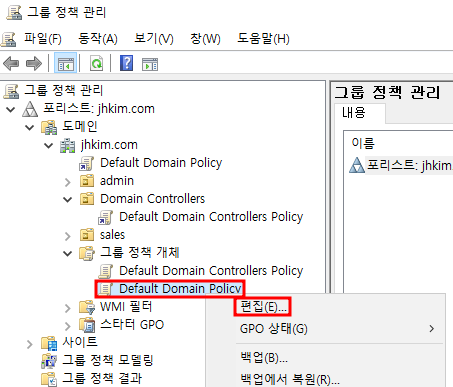 그룹 정책 관리
파일(F) 동작(A) 보기(V) 창(W) 도움말(H)
그룹 정책 관리
포리스트: jhkim.com
도메인
jhkim.com
Default Domain Policy
admin
Domain Controllers
Default Domain Controllers Policy
sales
그룹 정책 개체
Default Domain Controllers Policy
Default Domain Policy
WMI 필터
스타터 GPO
사이트
그룹 정책 모델링
그룹 정책 결과
그룹 정책 관리
내용
이름
포리스트: jhkim
편집(E)...
GPO 상태(G)
백업(B)...
백업에서 복원(R)...